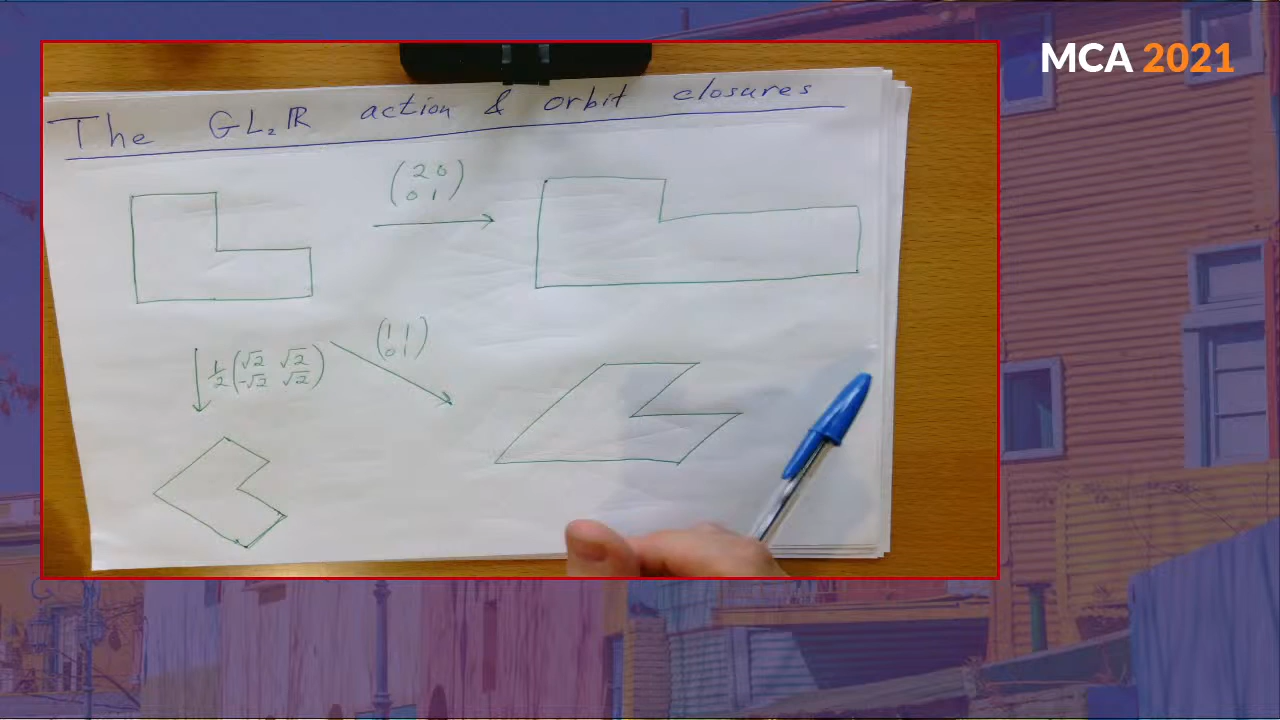 MCA 2021
The GL₂ℝ action & orbit closures
(2 0
0 1)
1/2 (√2 √2
-√2 √2)
(1 1
0 1)